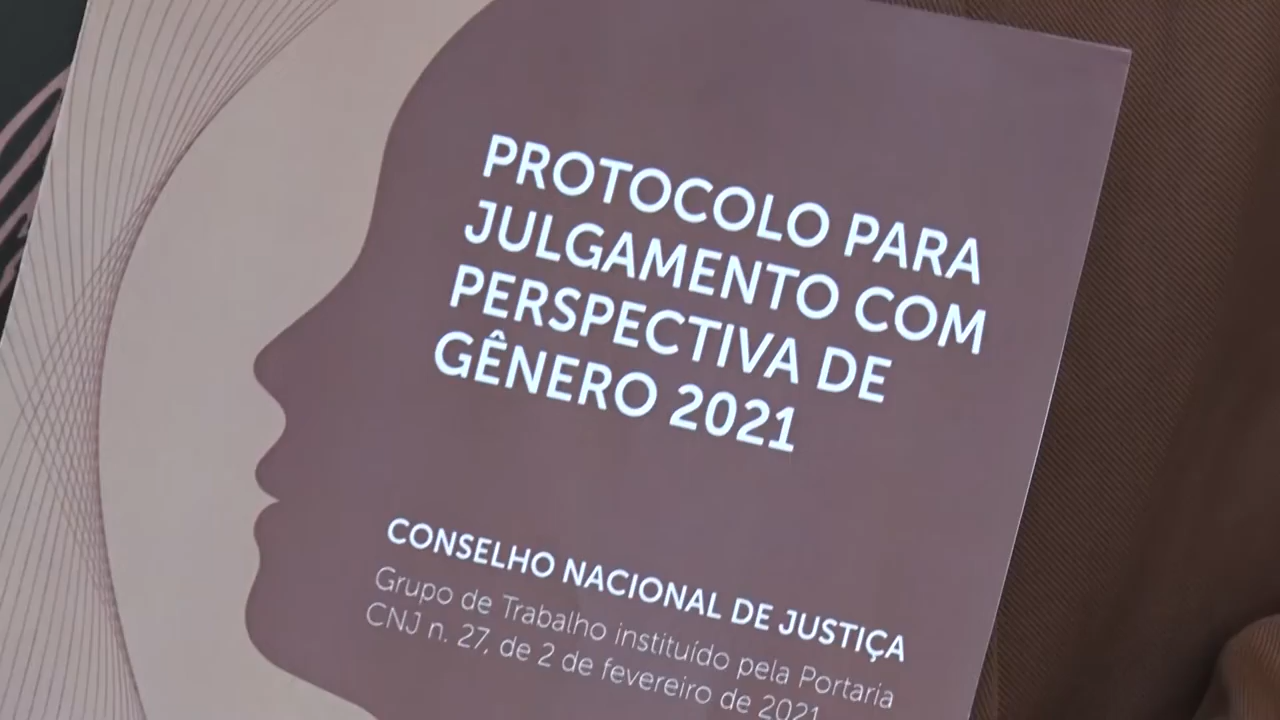 PROTOCOLO PARA
JULGAMENTO COM
PERSPECTIVA DE
GÊNERO 2021
CONSELHO NACIONAL DE JUSTIÇA
Grupo de Trabalho instituído pela Portaria
CNJ n. 27, de 2 de fevereiro de 2021